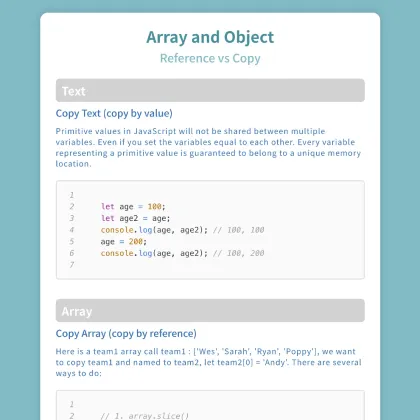 Array and Object
Reference vs Copy
Text
Copy Text (copy by value)
Primitive values in JavaScript will not be shared between multiple
variables. Even if you set the variables equal to each other. Every variable
representing a primitive value is guaranteed to belong to a unique memory
location.
1
2 let age = 100;
3 let age2 = age;
4 console.log(age, age2); // 100, 100
5 age = 200;
6 console.log(age, age2); // 100, 200
7
Array
Copy Array (copy by reference)
Here is a team1 array call team1 : ['Wes', 'Sarah', 'Ryan', 'Poppy'], we want
to copy team1 and named to team2, let team2[0] = 'Andy'. There are several
ways to do:
1
2 // 1. array.slice()